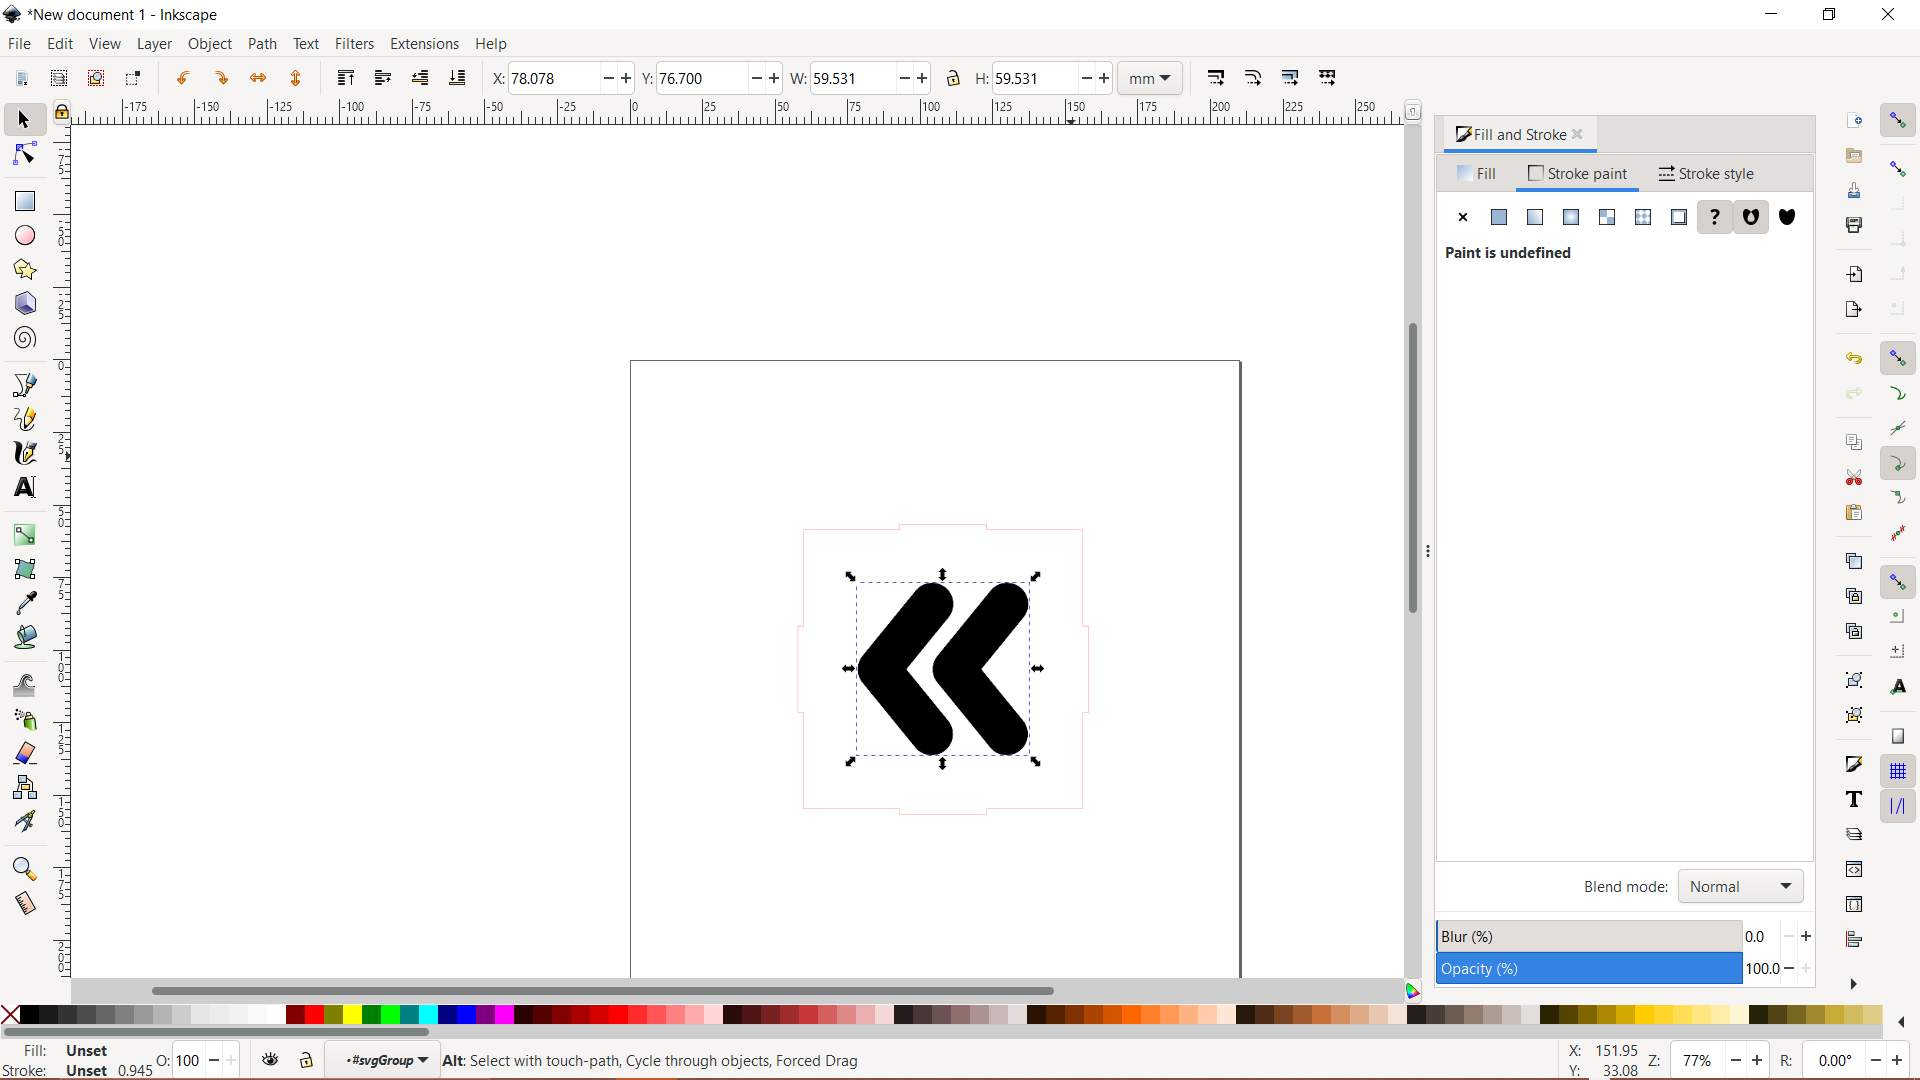 *New document 1 - Inkscape
File Edit View Layer Object Path Text Filters Extensions Help
X: 78.078 Y: 76.700 W: 59.531 H: 59.531 mm
-175 -150 -125 -100 -75 -50 -25 0 25 50 75 100 125 150 175 200 225 250
Fill and Stroke
Fill Stroke paint Stroke style
Paint is undefined
Blend mode: Normal
Blur (%) 0.0
Opacity (%) 100.0
Fill: Unset
Stroke: Unset 0.945
O: 100
•#svgGroup
Alt: Select with touch-path, Cycle through objects, Forced Drag
X: 151.95
Y: 33.08
Z: 77%
R: 0.00°